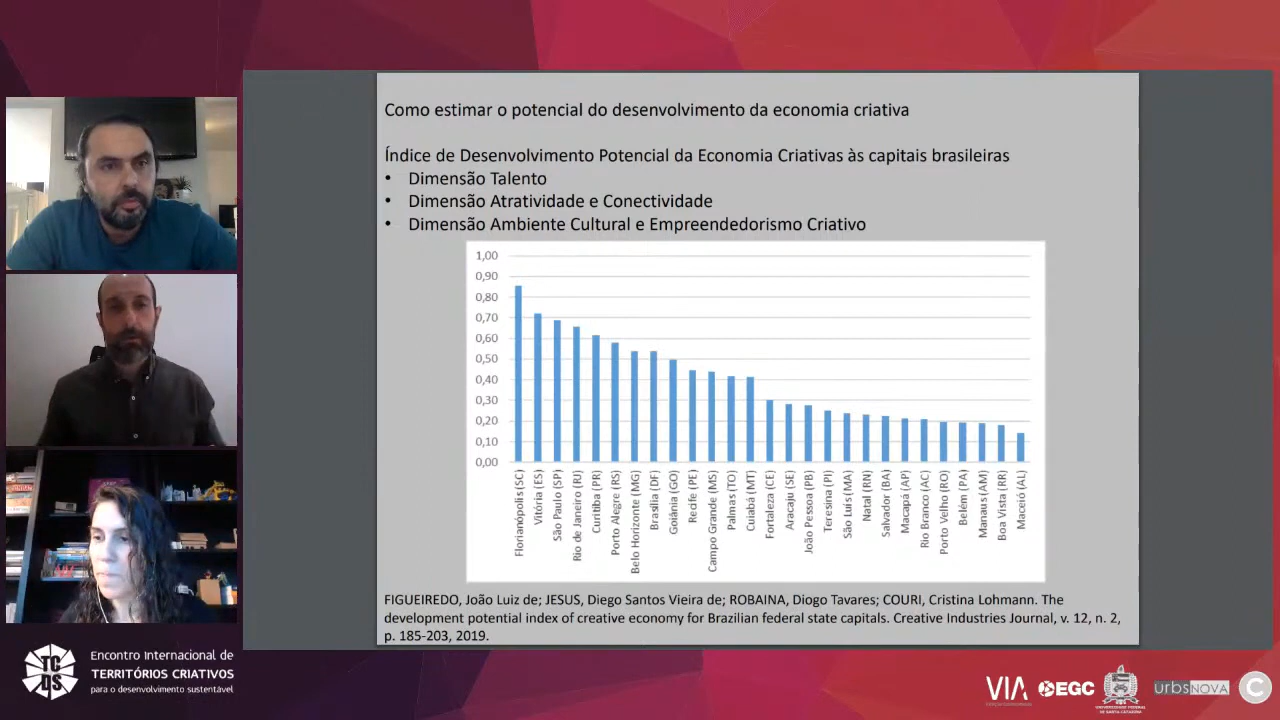 Como estimar o potencial do desenvolvimento da economia criativa
Índice de Desenvolvimento Potencial da Economia Criativas às capitais brasileiras
• Dimensão Talento
• Dimensão Atratividade e Conectividade
• Dimensão Ambiente Cultural e Empreendedorismo Criativo
1,00
0,90
0,80
0,70
0,60
0,50
0,40
0,30
0,20
0,10
0,00
Florianópolis (SC)
Vitória (ES)
São Paulo (SP)
Rio de Janeiro (RJ)
Curitiba (PR)
Porto Alegre (RS)
Belo Horizonte (MG)
Brasília (DF)
Goiânia (GO)
Recife (PE)
Campo Grande (MS)
Palmas (TO)
Cuiabá (MT)
Fortaleza (CE)
Aracaju (SE)
João Pessoa (PB)
Teresina (PI)
São Luís (MA)
Natal (RN)
Salvador (BA)
Macapá (AP)
Rio Branco (AC)
Porto Velho (RO)
Belém (PA)
Manaus (AM)
Boa Vista (RR)
Maceió (AL)
FIGUEIREDO, João Luiz de; JESUS, Diego Santos Vieira de; ROBAINA, Diogo Tavares; COURI, Cristina Lohmann. The
development potential index of creative economy for Brazilian federal state capitals. Creative Industries Journal, v. 12, n. 2,
p. 185-203, 2019.
TC
DS
Encontro Internacional de
TERRITÓRIOS CRIATIVOS
para o desenvolvimento sustentável
VIA
EGC
UNIVERSIDADE FEDERAL
DE SANTA CATARINA
urbsNOVA
C